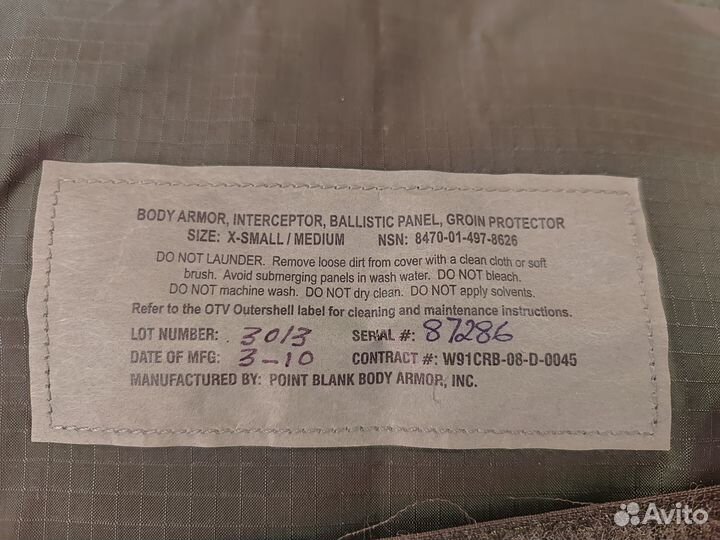 BODY ARMOR, INTERCEPTOR, BALLISTIC PANEL, GROIN PROTECTOR
SIZE: X-SMALL / MEDIUM NSN: 8470-01-497-8626
DO NOT LAUNDER. Remove loose dirt from cover with a clean cloth or soft
brush. Avoid submerging panels in wash water. DO NOT bleach.
DO NOT machine wash. DO NOT dry clean. DO NOT apply solvents.
Refer to the OTV Outershell label for cleaning and maintenance instructions.
LOT NUMBER: 3013 SERIAL #: 87286
DATE OF MFG: 3-10 CONTRACT #: W91CRB-08-D-0045
MANUFACTURED BY: POINT BLANK BODY ARMOR, INC.
Avito